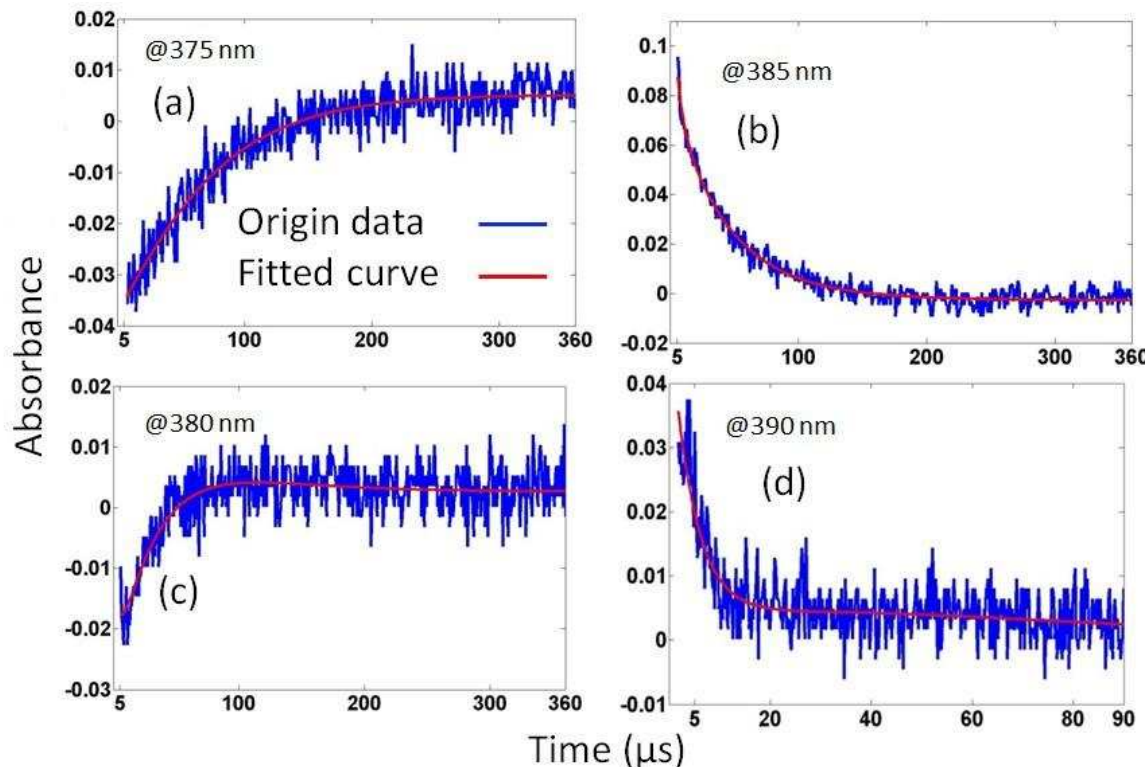 Absorbance
0.02
0.01
0
-0.01
-0.02
-0.03
-0.04
@375 nm
(a)
Origin data
Fitted curve
5 100 200 300 360
0.1
0.08
0.06
0.04
0.02
0
-0.02
@385 nm
(b)
5 100 200 300 360
0.02
0.01
0
-0.01
-0.02
-0.03
@380 nm
(c)
5 100 200 300 360
0.04
0.03
0.02
0.01
0
-0.01
@390 nm
(d)
5 20 40 60 80 90
Time (μs)